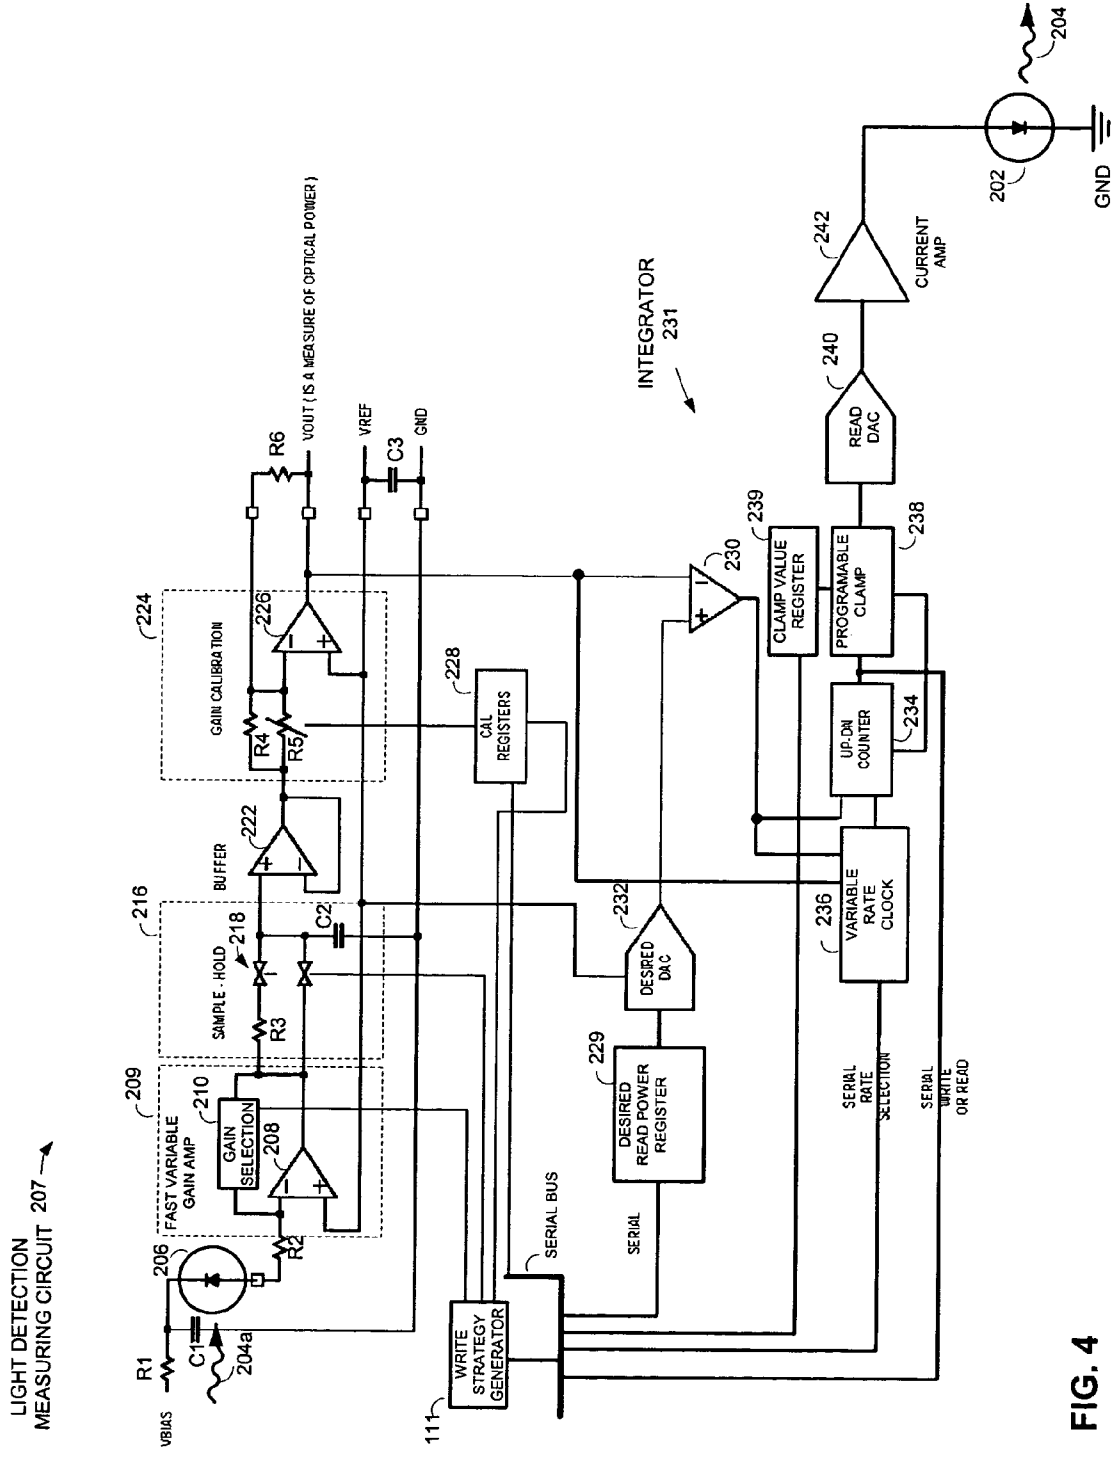 LIGHT DETECTION
MEASURING CIRCUIT 207
VBIAS
R1
C1
204a
206
R2
209
FAST VARIABLE
GAIN AMP
210
GAIN
SELECTION
208
−
+
216
SAMPLE - HOLD
218
R3
C2
BUFFER
222
+
−
224
GAIN CALIBRATION
R4
R5
226
−
+
R6
VOUT ( IS A MEASURE OF OPTICAL POWER )
VREF
C3
GND
111
WRITE
STRATEGY
GENERATOR
SERIAL BUS
228
CAL
REGISTERS
SERIAL
229
DESIRED
READ POWER
REGISTER
232
DESIRED
DAC
230
+
−
INTEGRATOR
231
239
CLAMP VALUE
REGISTER
236
VARIABLE
RATE
CLOCK
UP-DN
COUNTER
234
PROGRAMABLE
CLAMP
238
READ
DAC
240
242
CURRENT
AMP
202
204
GND
SERIAL
RATE
SELECTION
SERIAL
WRITE
OR READ
FIG. 4